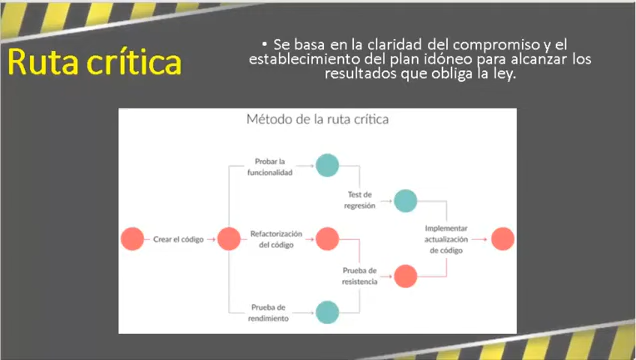 Ruta crítica
• Se basa en la claridad del compromiso y el
establecimiento del plan idóneo para alcanzar los
resultados que obliga la ley.
Método de la ruta crítica
Probar la
funcionalidad
Test de
regresión
Crear el código
Refactorización
del código
Implementar
actualización
de código
Prueba de
resistencia
Prueba de
rendimiento